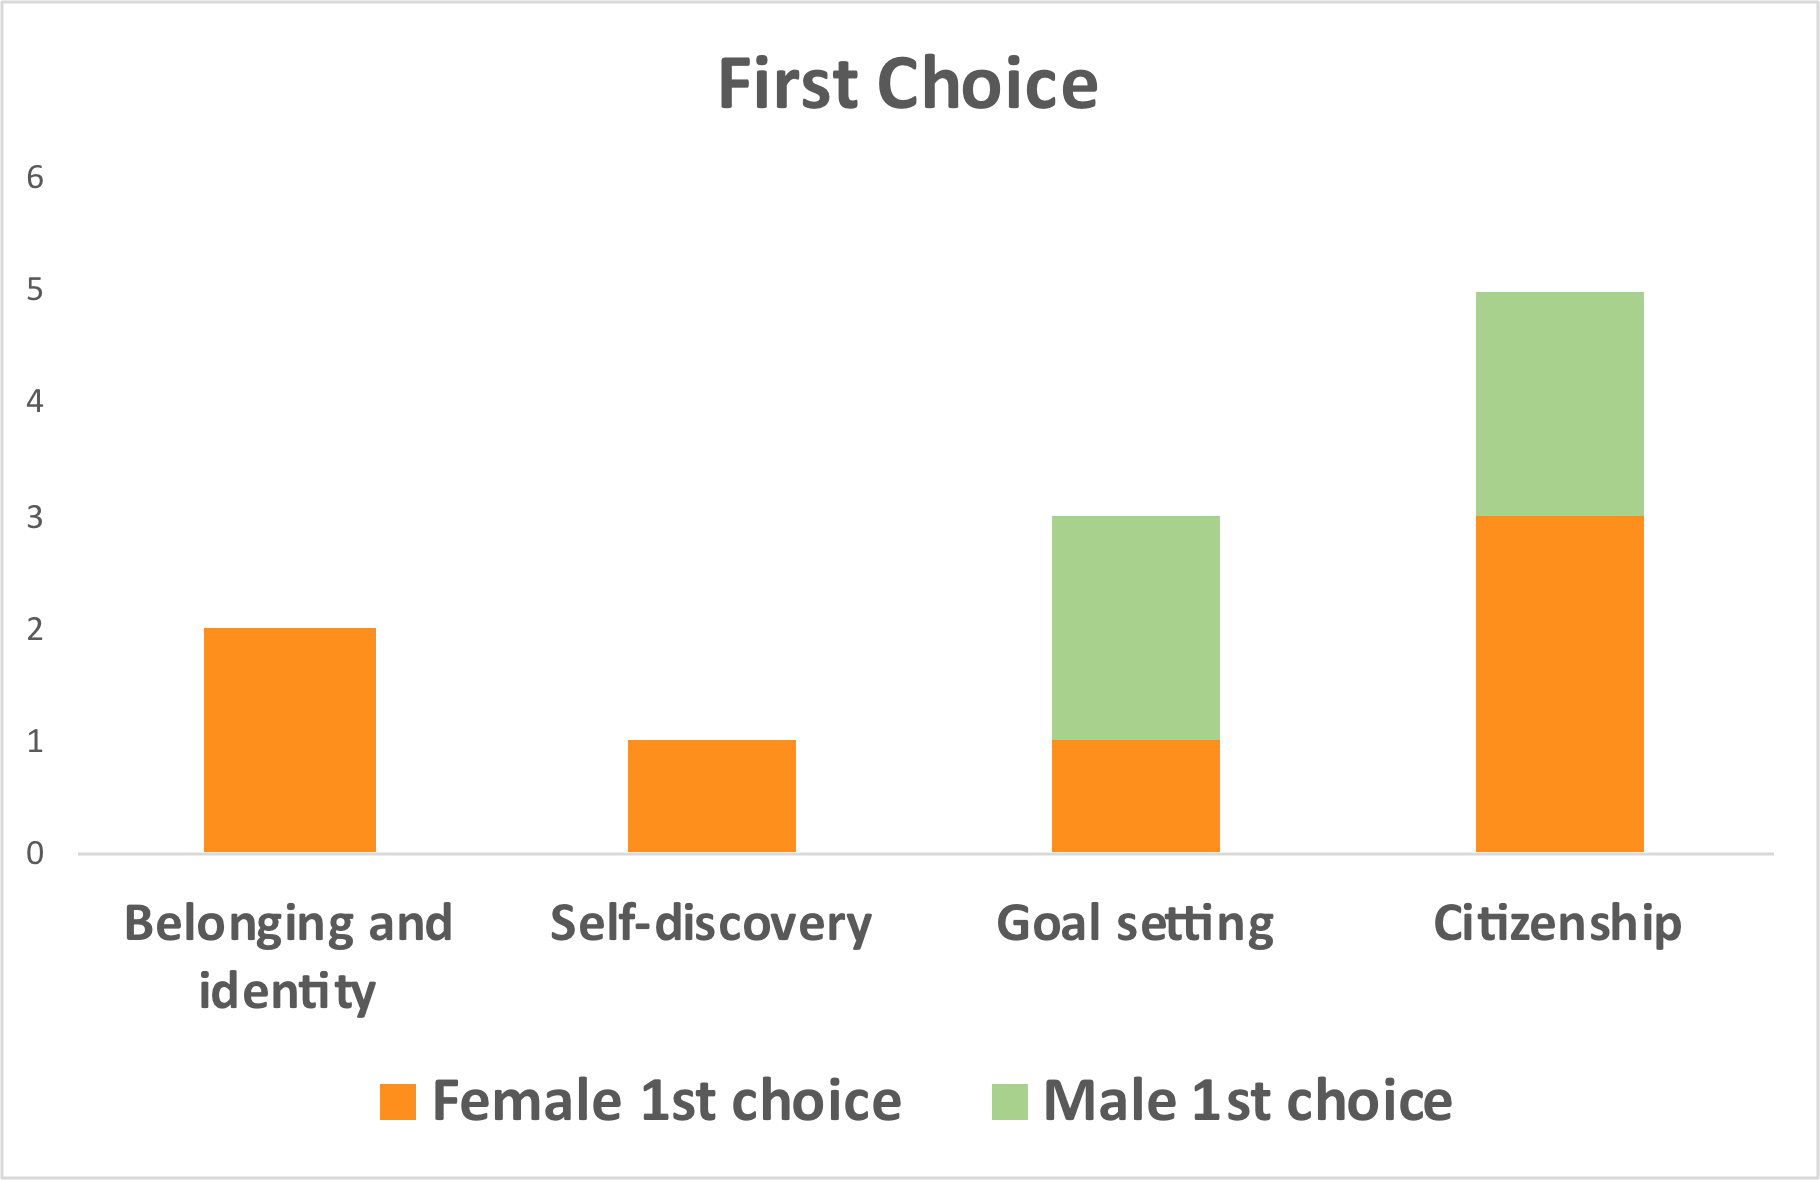 First Choice
6
5
4
3
2
1
0
Belonging and
identity
Self-discovery
Goal setting
Citizenship
Female 1st choice
Male 1st choice